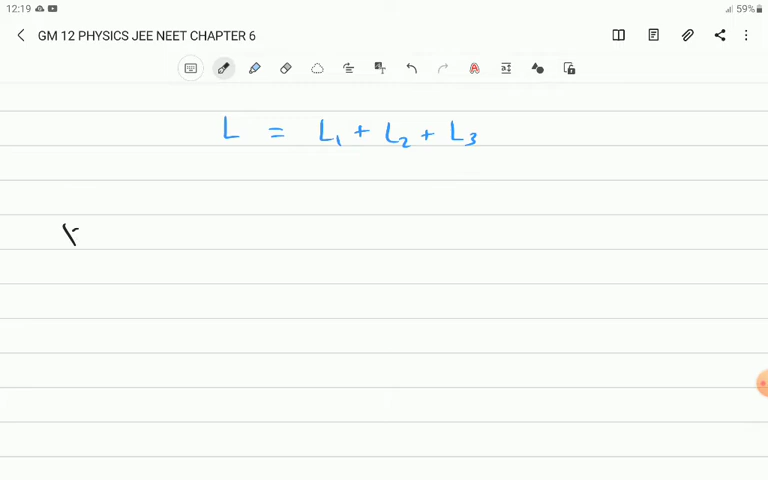 12:19 59%
GM 12 PHYSICS JEE NEET CHAPTER 6
L = L₁ + L₂ + L₃